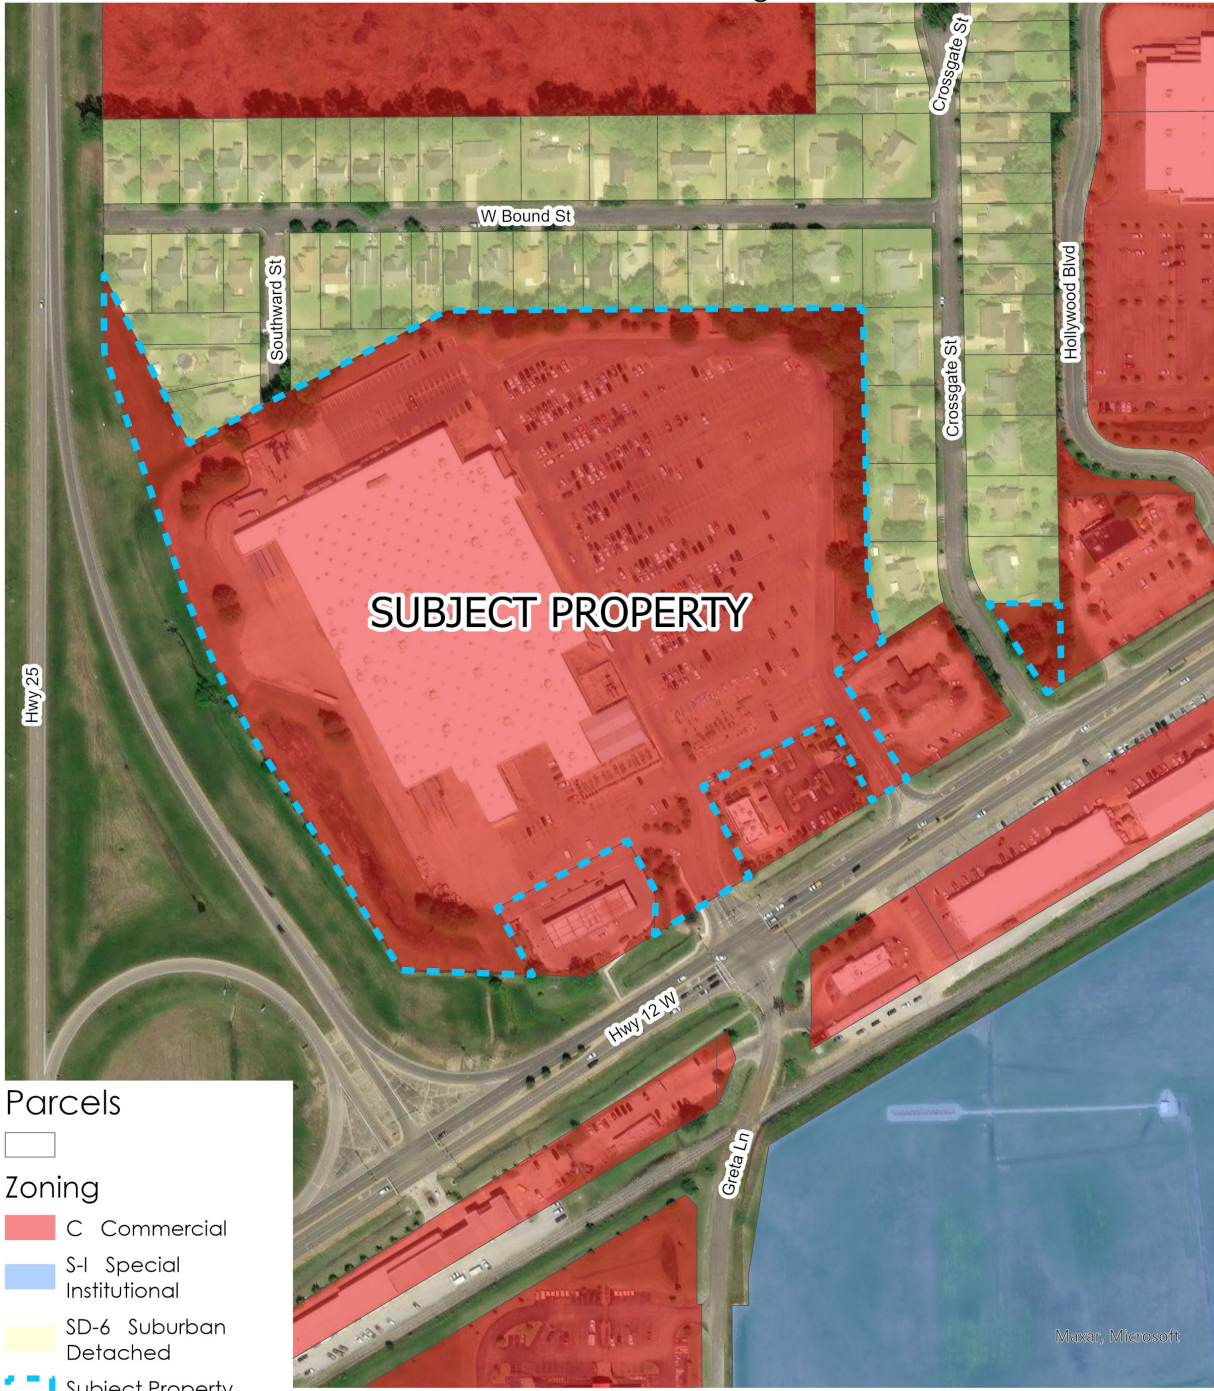 Crossgate St
W Bound St
Southward St
Hollywood Blvd
Crossgate St
SUBJECT PROPERTY
Hwy 25
Hwy 12 W
Greta Ln
Parcels
Zoning
C Commercial
S-I Special
Institutional
SD-6 Suburban
Detached
Subject Property
Maxar, Microsoft